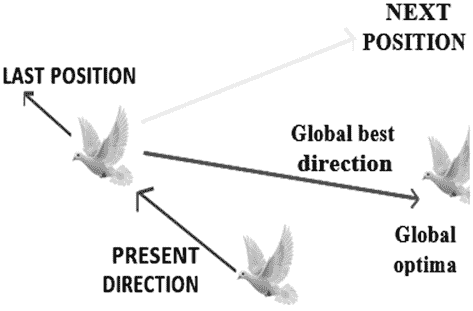 NEXT
POSITION
LAST POSITION
Global best
direction
Global
optima
PRESENT
DIRECTION